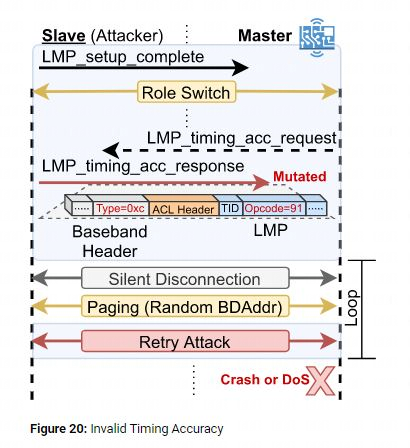 Slave (Attacker) Master
LMP_setup_complete
Role Switch
LMP_timing_acc_request
LMP_timing_acc_response
Mutated
..... Type=0xc ACL Header TID Opcode=91 .....
Baseband
Header
LMP
Silent Disconnection
Paging (Random BDAddr)
Retry Attack
Loop
Crash or DoS
Figure 20: Invalid Timing Accuracy